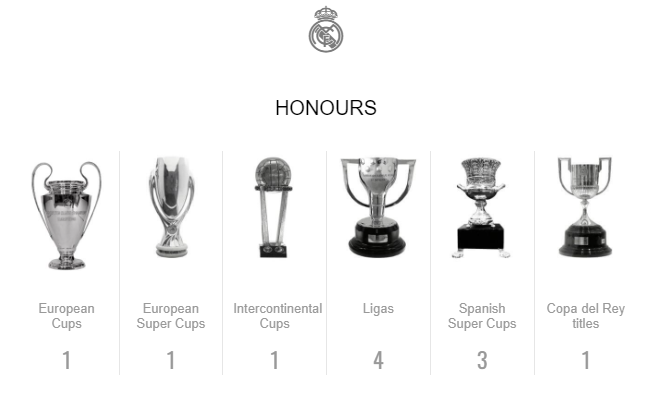 HONOURS
European
Cups
1
European
Super Cups
1
Intercontinental
Cups
1
Ligas
4
Spanish
Super Cups
3
Copa del Rey
titles
1